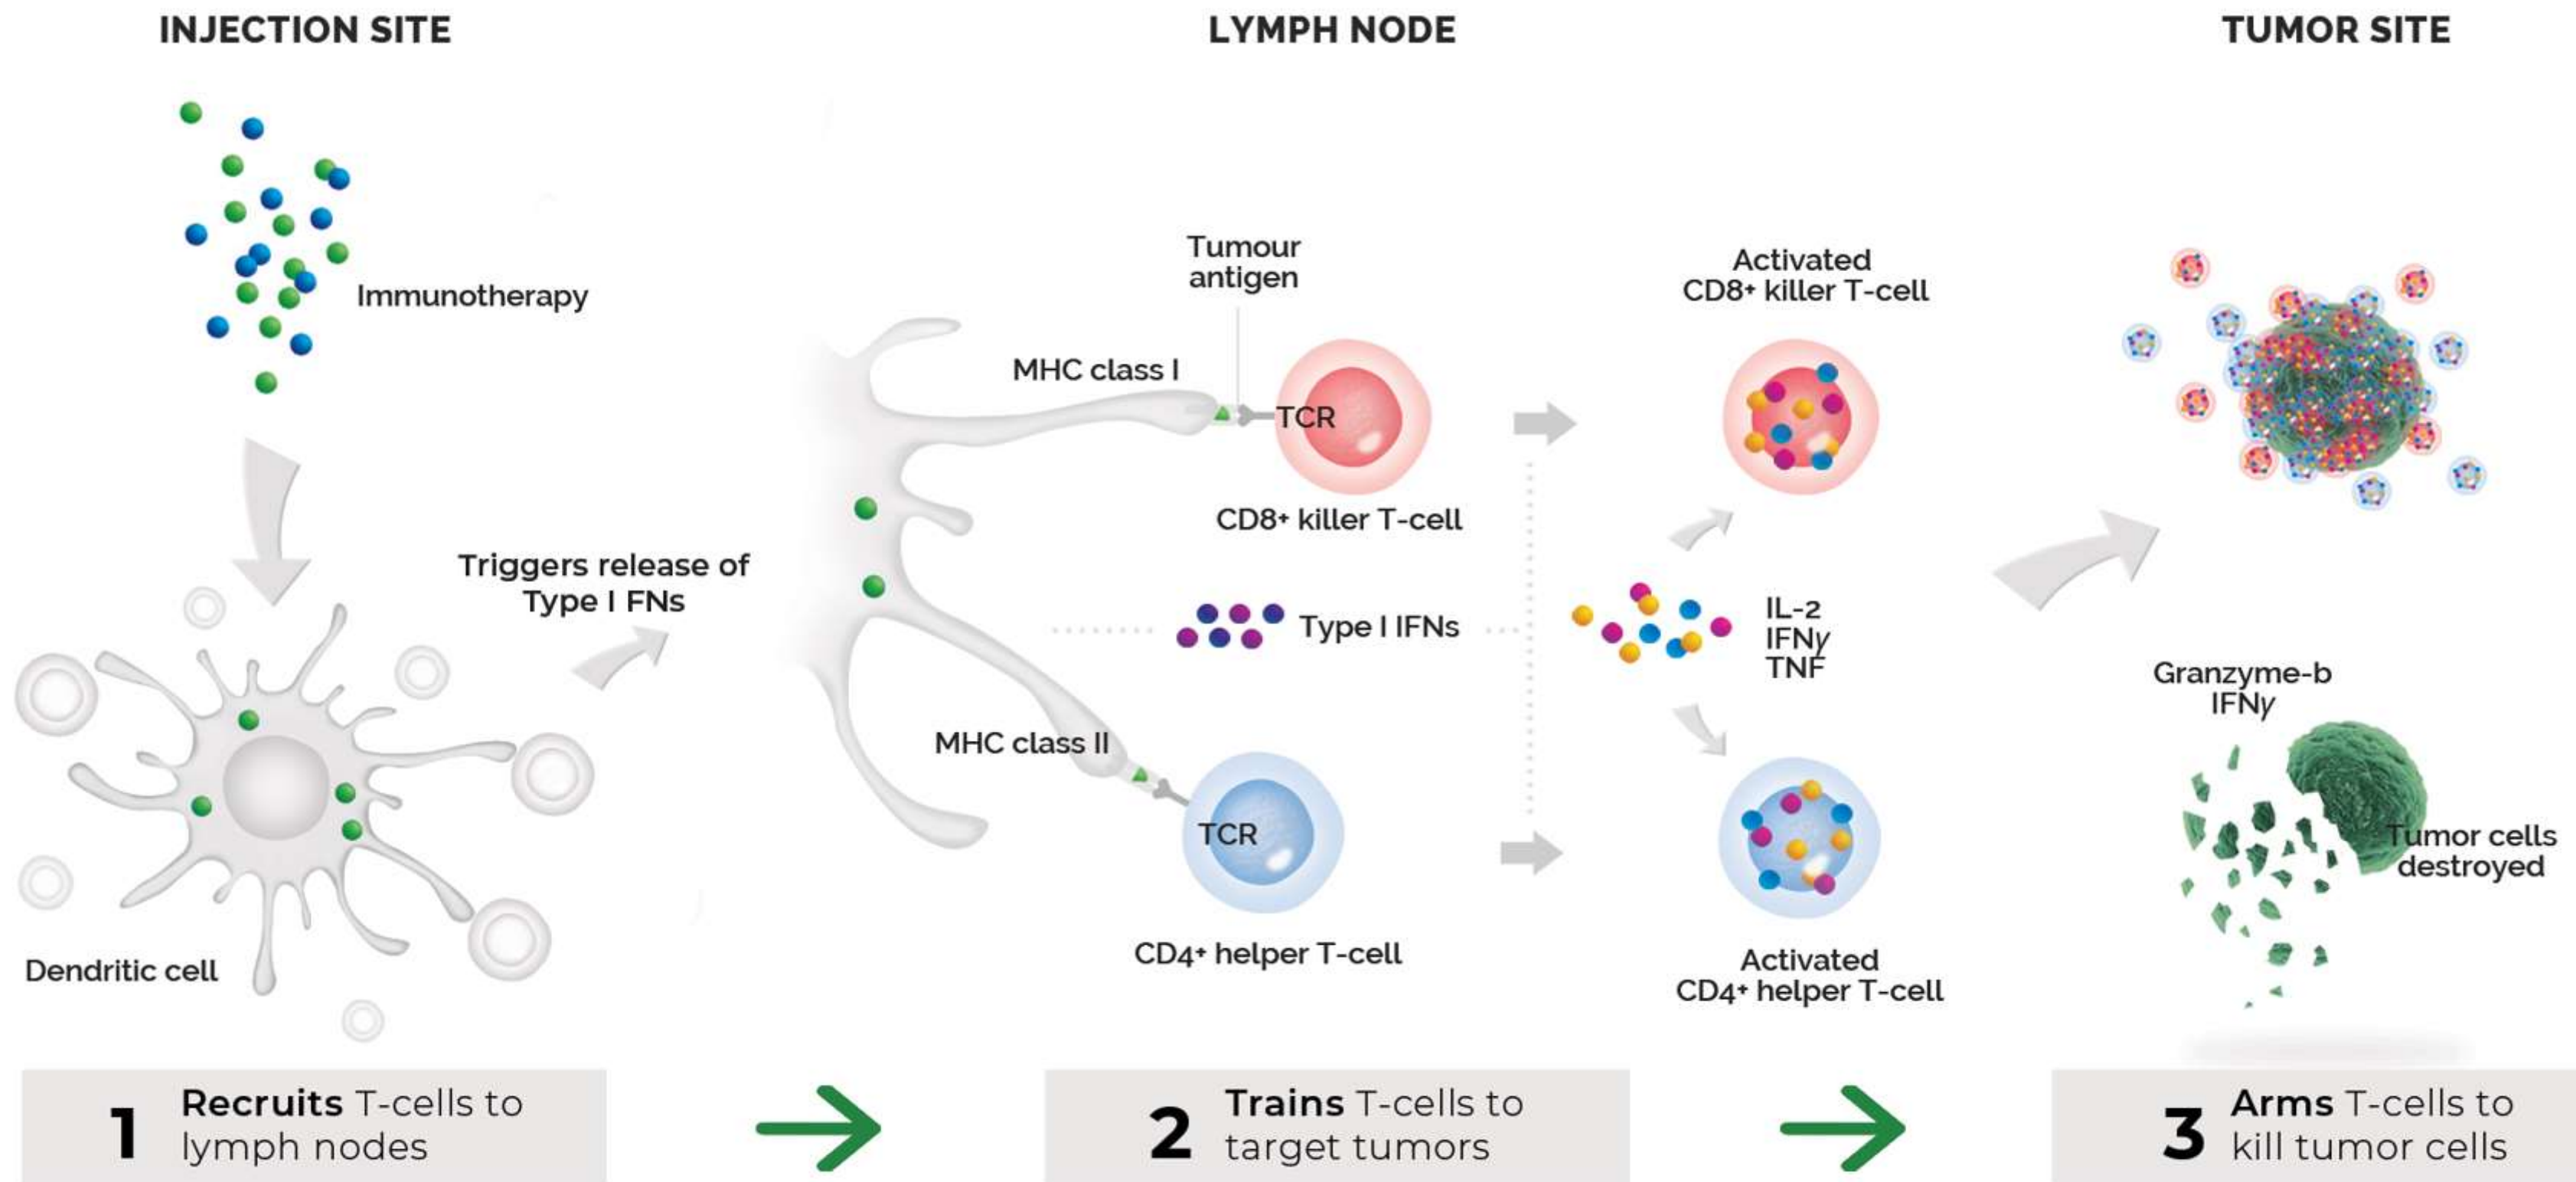 INJECTION SITE
LYMPH NODE
TUMOR SITE
Immunotherapy
Triggers release of
Type I FNs
Dendritic cell
Tumour
antigen
MHC class I
TCR
CD8+ killer T-cell
Type I IFNs
MHC class II
TCR
CD4+ helper T-cell
Activated
CD8+ killer T-cell
IL-2
IFNγ
TNF
Activated
CD4+ helper T-cell
Granzyme-b
IFNγ
Tumor cells
destroyed
1
Recruits T-cells to
lymph nodes
2
Trains T-cells to
target tumors
3
Arms T-cells to
kill tumor cells